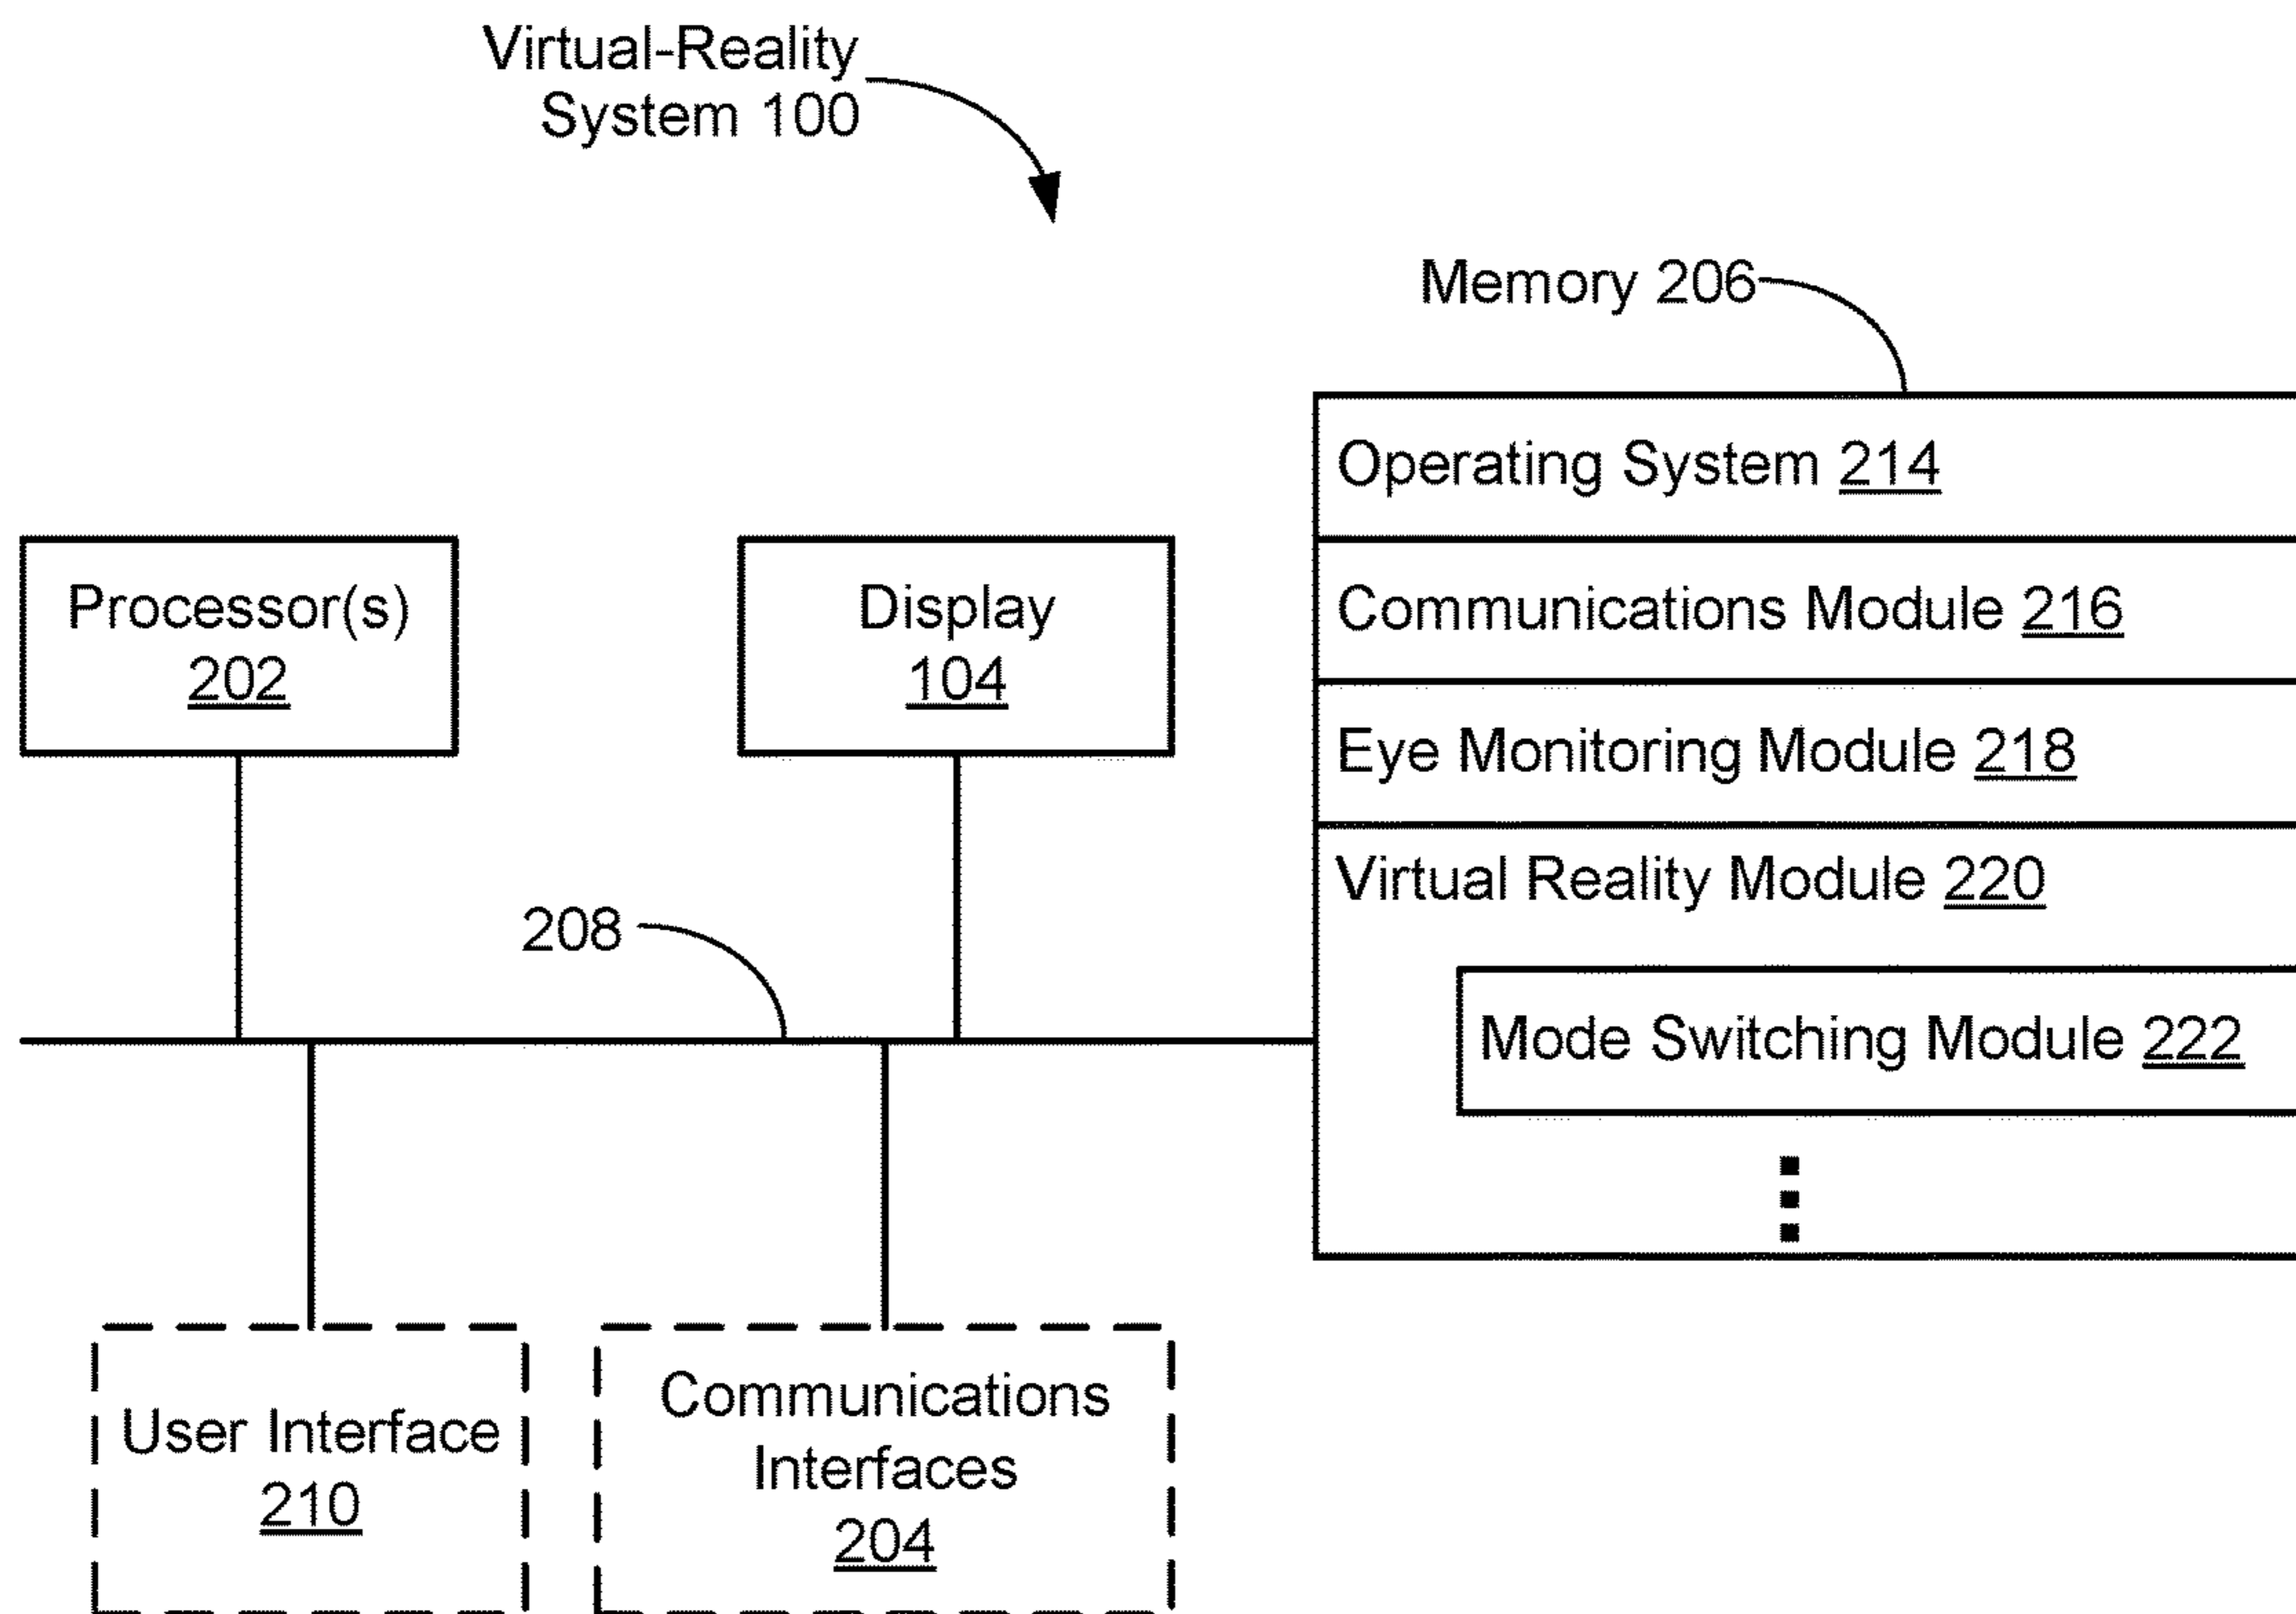 Virtual-Reality
System 100
Memory 206
Operating System 214
Processor(s)
202
Display
104
Communications Module 216
Eye Monitoring Module 218
Virtual Reality Module 220
208
Mode Switching Module 222
User Interface
210
Communications
Interfaces
204